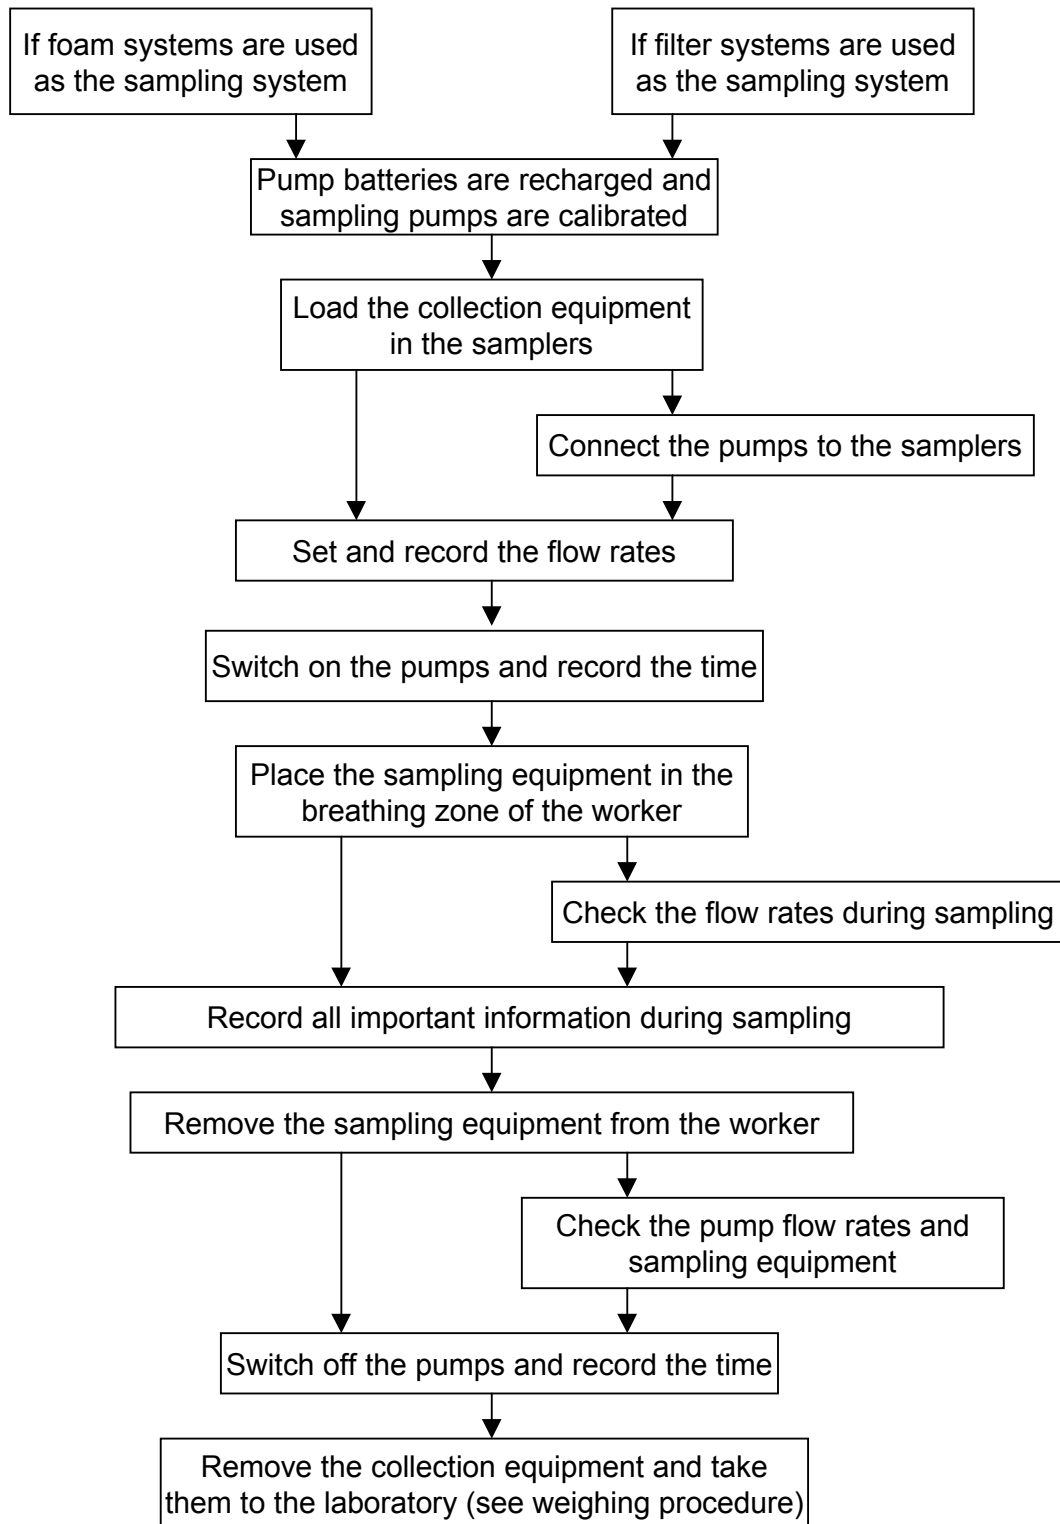 If foam systems are used
as the sampling system
If filter systems are used
as the sampling system
Pump batteries are recharged and
sampling pumps are calibrated
Load the collection equipment
in the samplers
Connect the pumps to the samplers
Set and record the flow rates
Switch on the pumps and record the time
Place the sampling equipment in the
breathing zone of the worker
Check the flow rates during sampling
Record all important information during sampling
Remove the sampling equipment from the worker
Check the pump flow rates and
sampling equipment
Switch off the pumps and record the time
Remove the collection equipment and take
them to the laboratory (see weighing procedure)